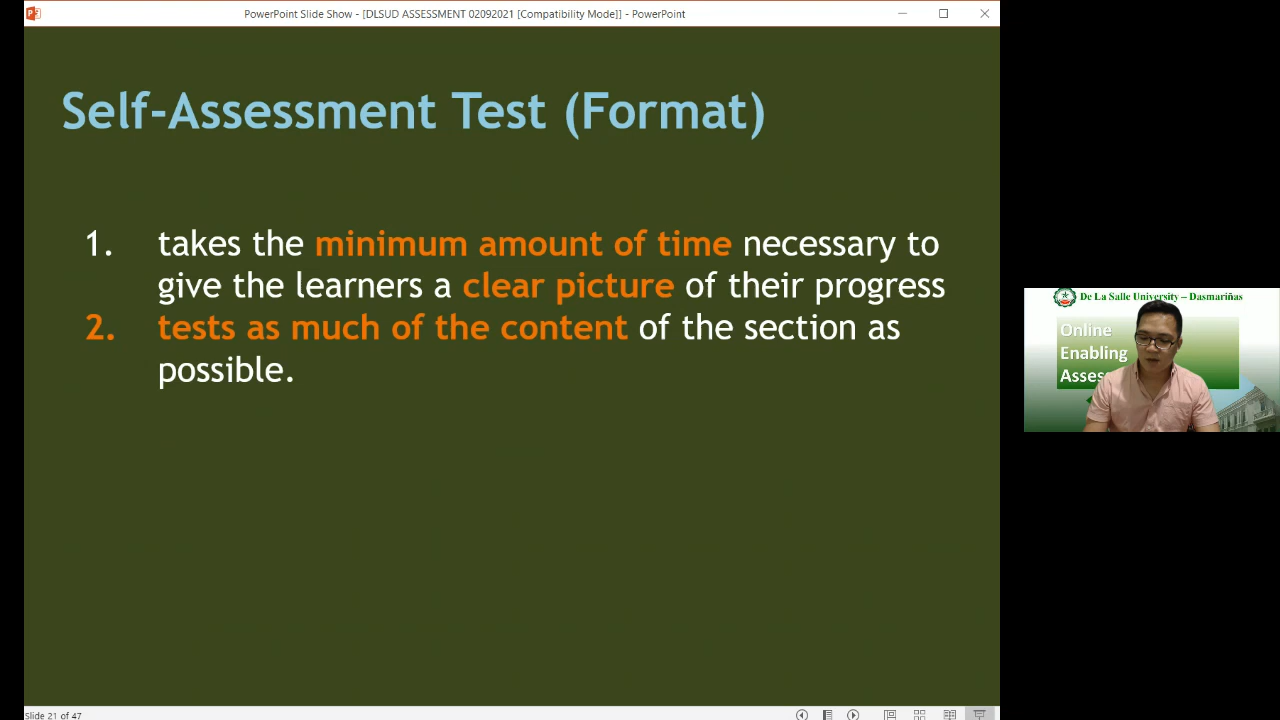 PowerPoint Slide Show - [DLSUD ASSESSMENT 02092021 [Compatibility Mode]] - PowerPoint
Self-Assessment Test (Format)
1. takes the minimum amount of time necessary to
give the learners a clear picture of their progress
2. tests as much of the content of the section as
possible.
De La Salle University – Dasmariñas
Online
Enabling
Slide 21 of 47